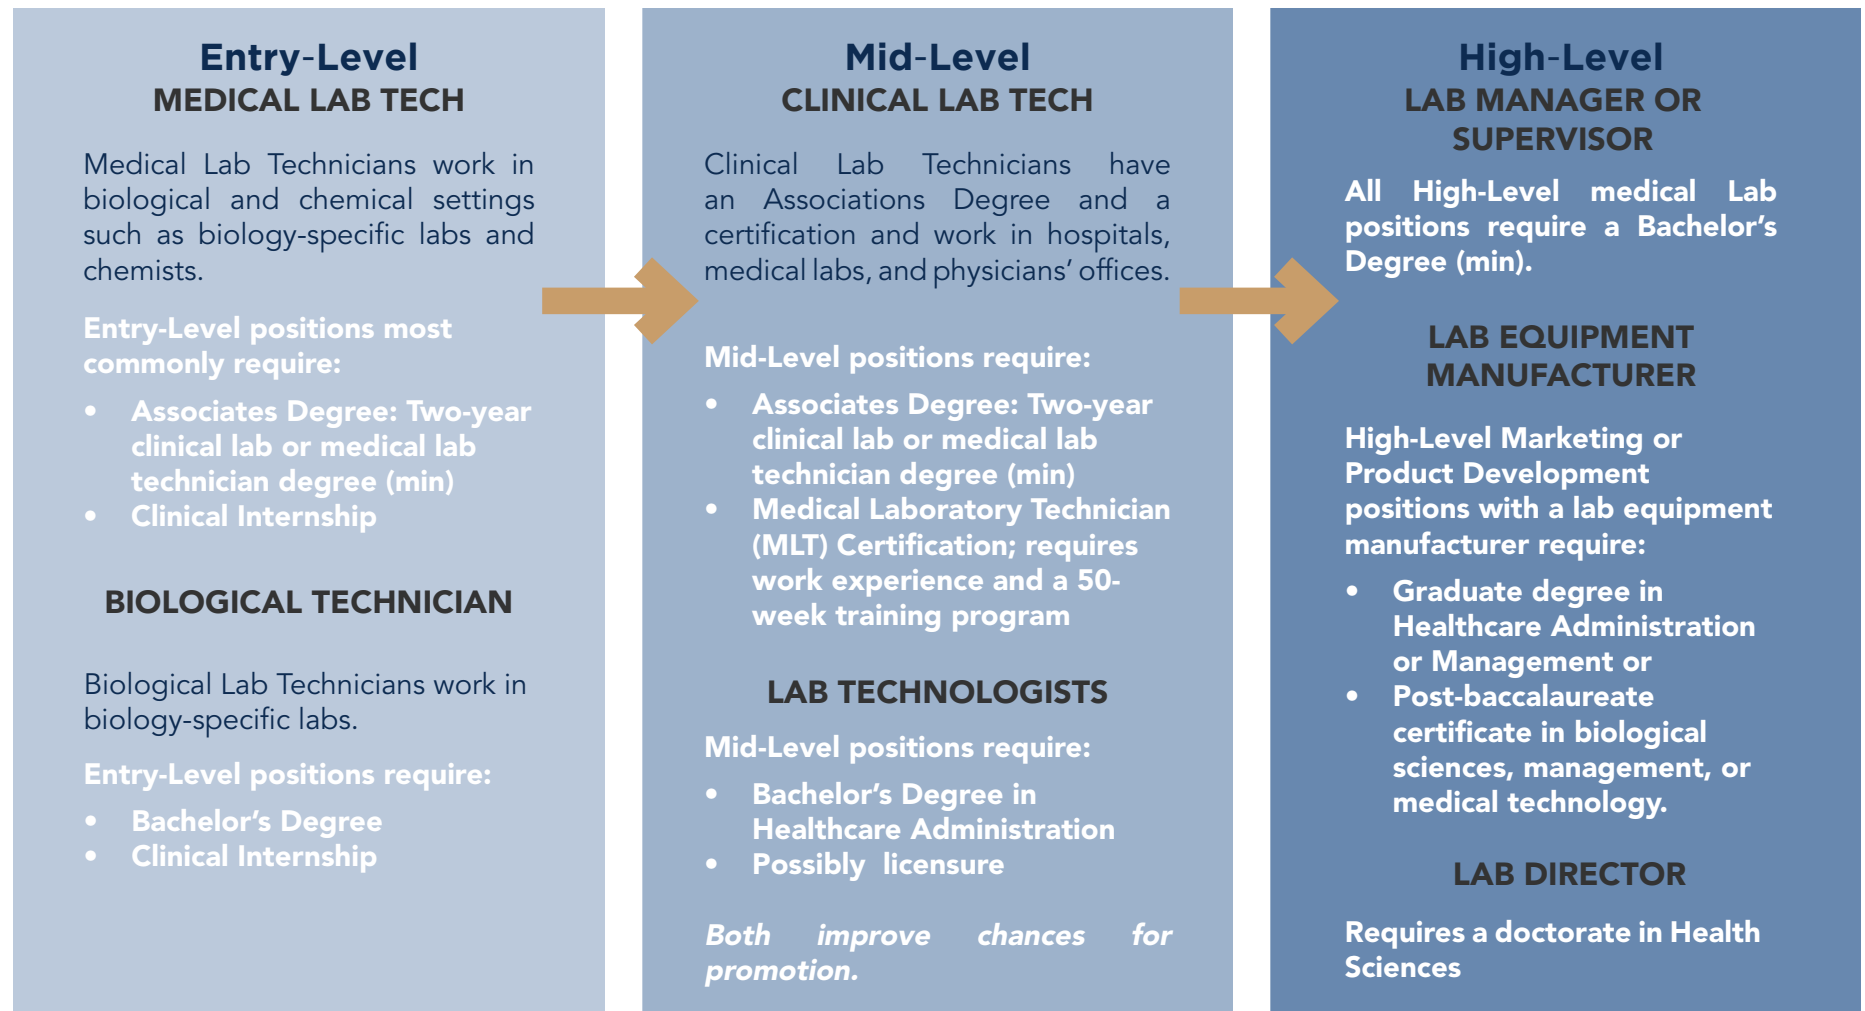 Entry-Level
MEDICAL LAB TECH
Medical Lab Technicians work in
biological and chemical settings
such as biology-specific labs and
chemists.
Entry-Level positions most
commonly require:
• Associates Degree: Two-year
clinical lab or medical lab
technician degree (min)
• Clinical Internship
BIOLOGICAL TECHNICIAN
Biological Lab Technicians work in
biology-specific labs.
Entry-Level positions require:
• Bachelor's Degree
• Clinical Internship
Mid-Level
CLINICAL LAB TECH
Clinical Lab Technicians have
an Associations Degree and a
certification and work in hospitals,
medical labs, and physicians' offices.
Mid-Level positions require:
• Associates Degree: Two-year
clinical lab or medical lab
technician degree (min)
• Medical Laboratory Technician
(MLT) Certification; requires
work experience and a 50-
week training program
LAB TECHNOLOGISTS
Mid-Level positions require:
• Bachelor's Degree in
Healthcare Administration
• Possibly licensure
Both improve chances for
promotion.
High-Level
LAB MANAGER OR
SUPERVISOR
All High-Level medical Lab
positions require a Bachelor's
Degree (min).
LAB EQUIPMENT
MANUFACTURER
High-Level Marketing or
Product Development
positions with a lab equipment
manufacturer require:
• Graduate degree in
Healthcare Administration
or Management or
• Post-baccalaureate
certificate in biological
sciences, management, or
medical technology.
LAB DIRECTOR
Requires a doctorate in Health
Sciences